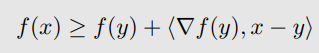 f(x) ≥ f(y) + ⟨∇f(y), x − y⟩